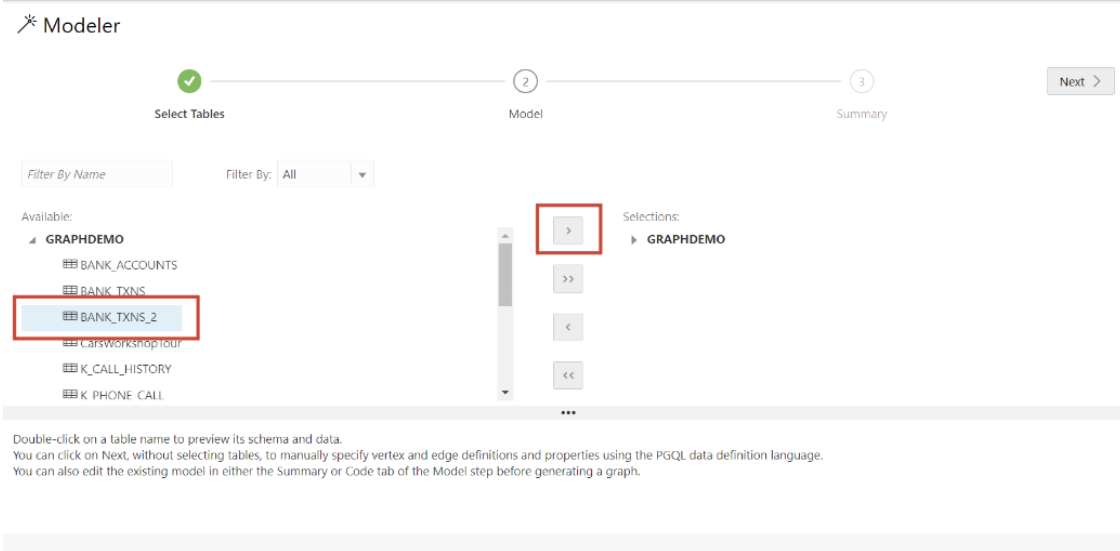 Modeler
2
3
Next >
Select Tables
Model
Summary
Filter By Name
Filter By: All
Available:
Selections:
GRAPHDEMO
GRAPHDEMO
BANK_ACCOUNTS
BANK_TXNS
BANK_TXNS_2
CarsWorkshopTour
K_CALL_HISTORY
K_PHONE_CALL
>
>>
<
<<
•••
Double-click on a table name to preview its schema and data.
You can click on Next, without selecting tables, to manually specify vertex and edge definitions and properties using the PGQL data definition language.
You can also edit the existing model in either the Summary or Code tab of the Model step before generating a graph.